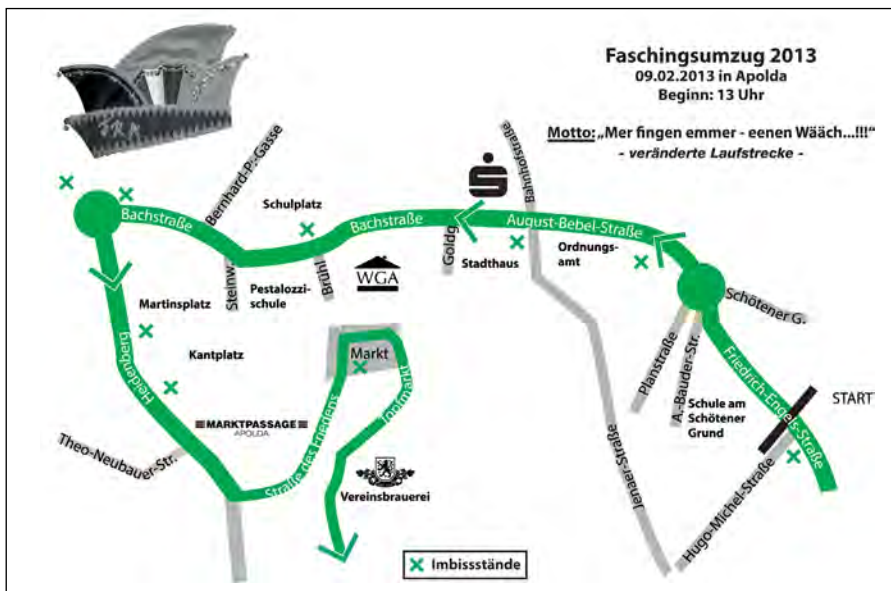 Faschingsumzug 2013
09.02.2013 in Apolda
Beginn: 13 Uhr
Motto: „Mer fingen emmer - eenen Wääch...!!!“
- veränderte Laufstrecke -
Bernhard-P.-Gasse
Bahnhofstraße
Schulplatz
Bachstraße
Bachstraße
August-Bebel-Straße
Goldg.
Stadthaus
Ordnungs-
amt
Steinw.
Pestalozzi-
schule
Brühl
WGA
Schötener G.
Martinsplatz
Heidenberg
Kantplatz
Markt
Topfmarkt
Planstraße
A.-Bauder-Str.
Friedrich-Engels-Straße
START
Schule am
Schötener
Grund
MARKTPASSAGE
APOLDA
Theo-Neubauer-Str.
Straße des Friedens
Vereinsbrauerei
Jenaer-Straße
Hugo-Michel-Straße
Imbissstände